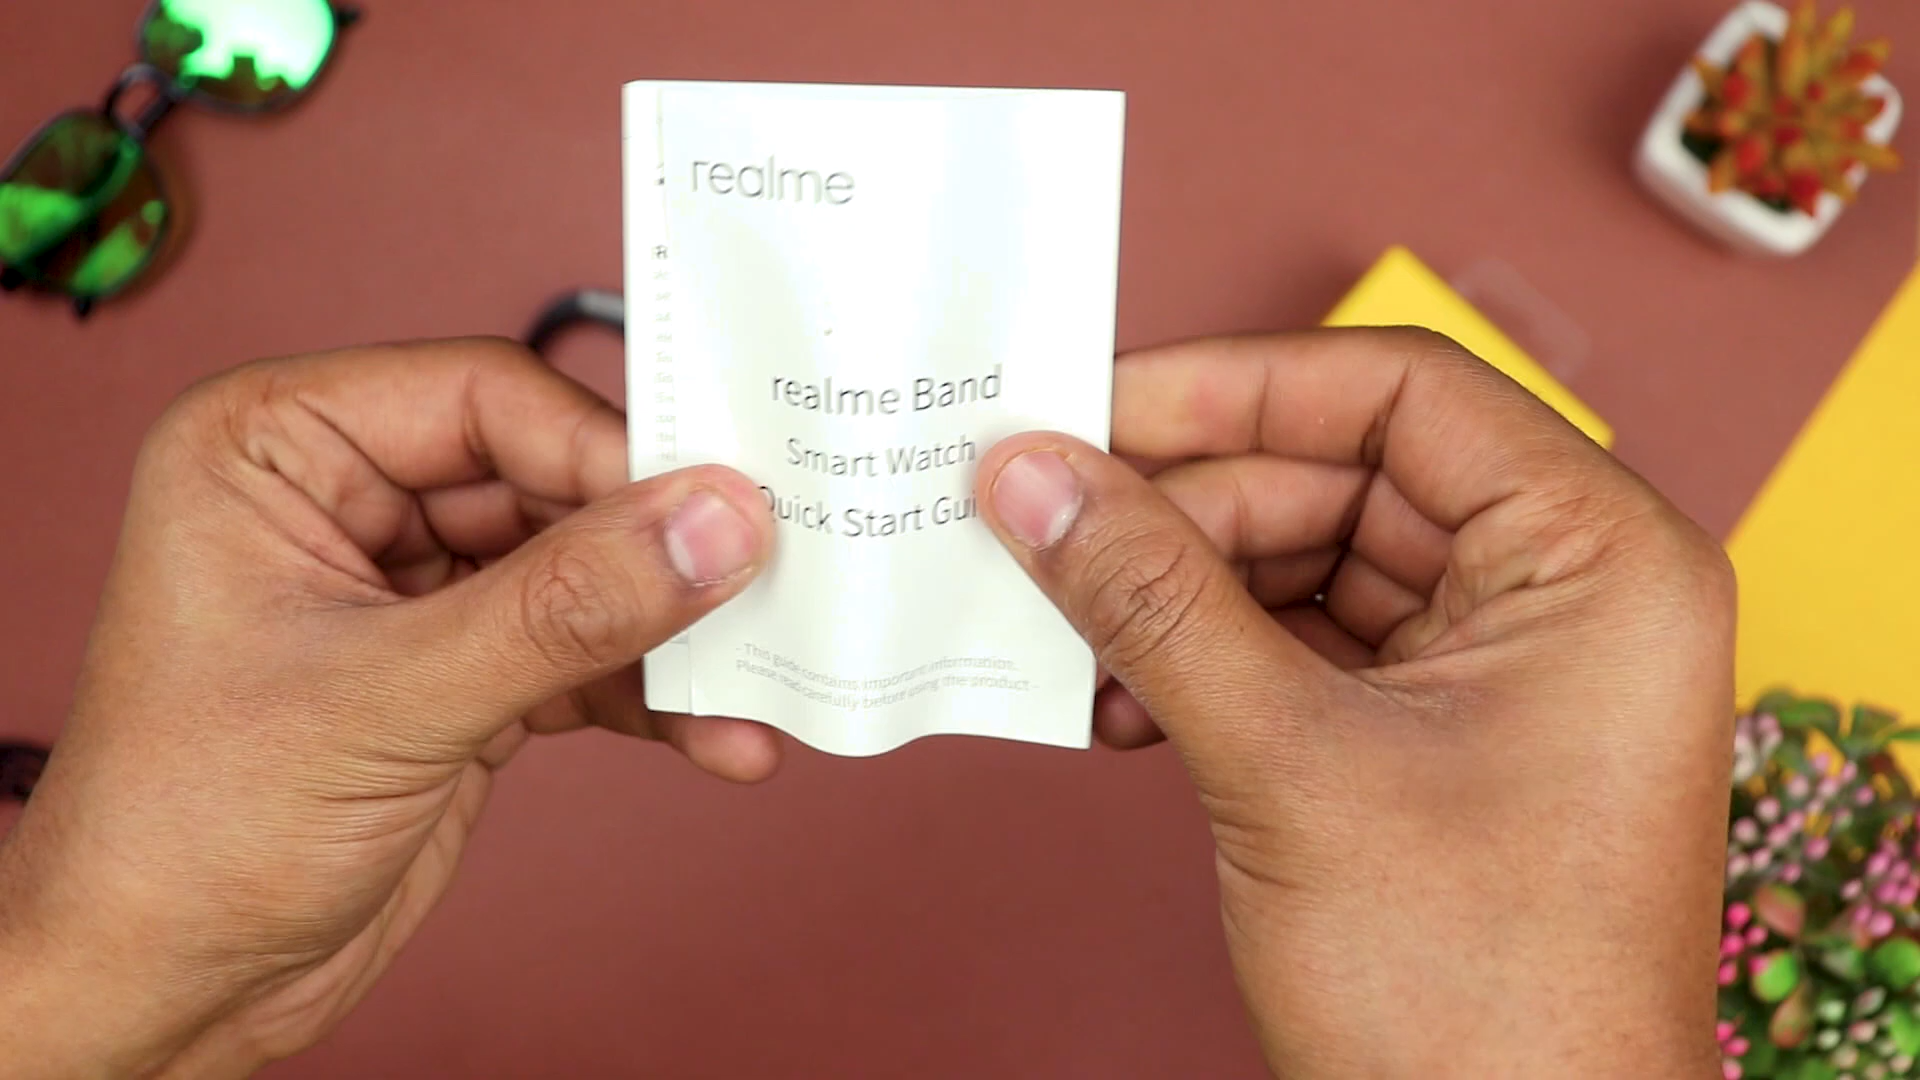 realme
realme Band
Smart Watch
Quick Start Gui
- This guide contains important information.
Please read carefully before using the product -